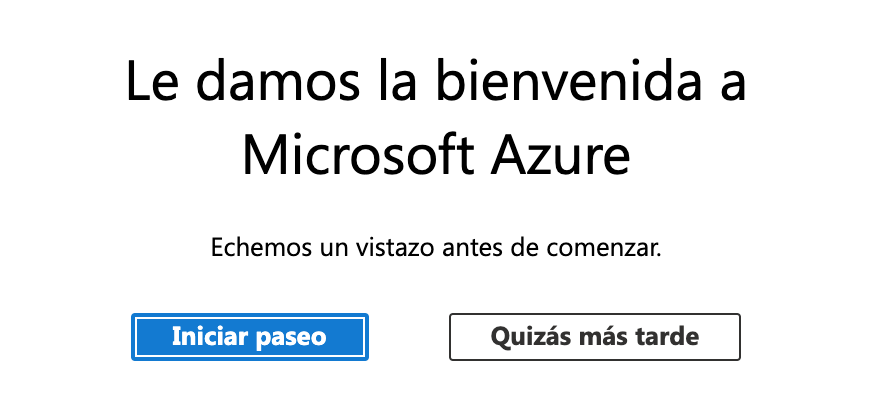 Le damos la bienvenida a
Microsoft Azure
Echemos un vistazo antes de comenzar.
Iniciar paseo
Quizás más tarde